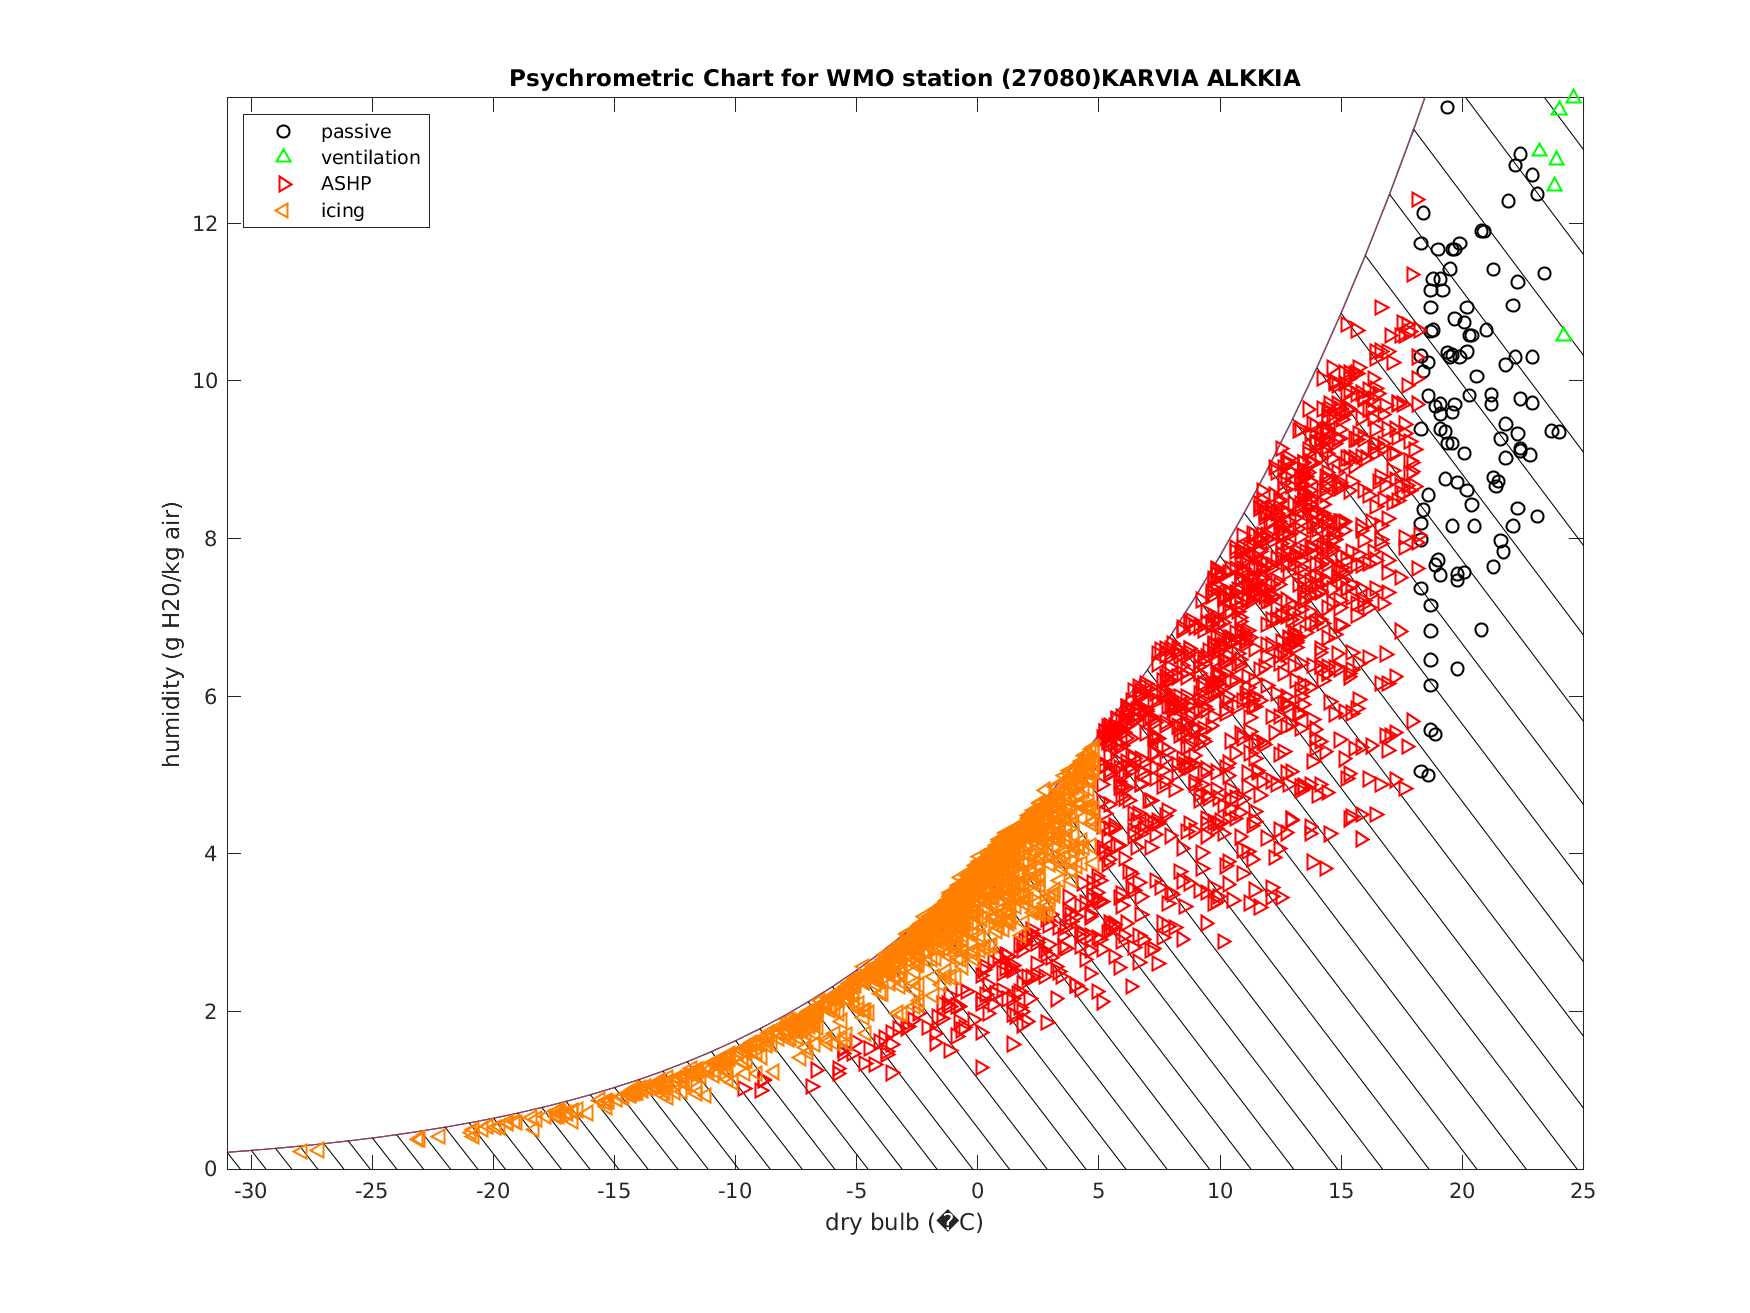 Psychrometric Chart for WMO station (27080)KARVIA ALKKIA
passive
ventilation
ASHP
icing
humidity (g H20/kg air)
12
10
8
6
4
2
0
-30 -25 -20 -15 -10 -5 0 5 10 15 20 25
dry bulb (�C)